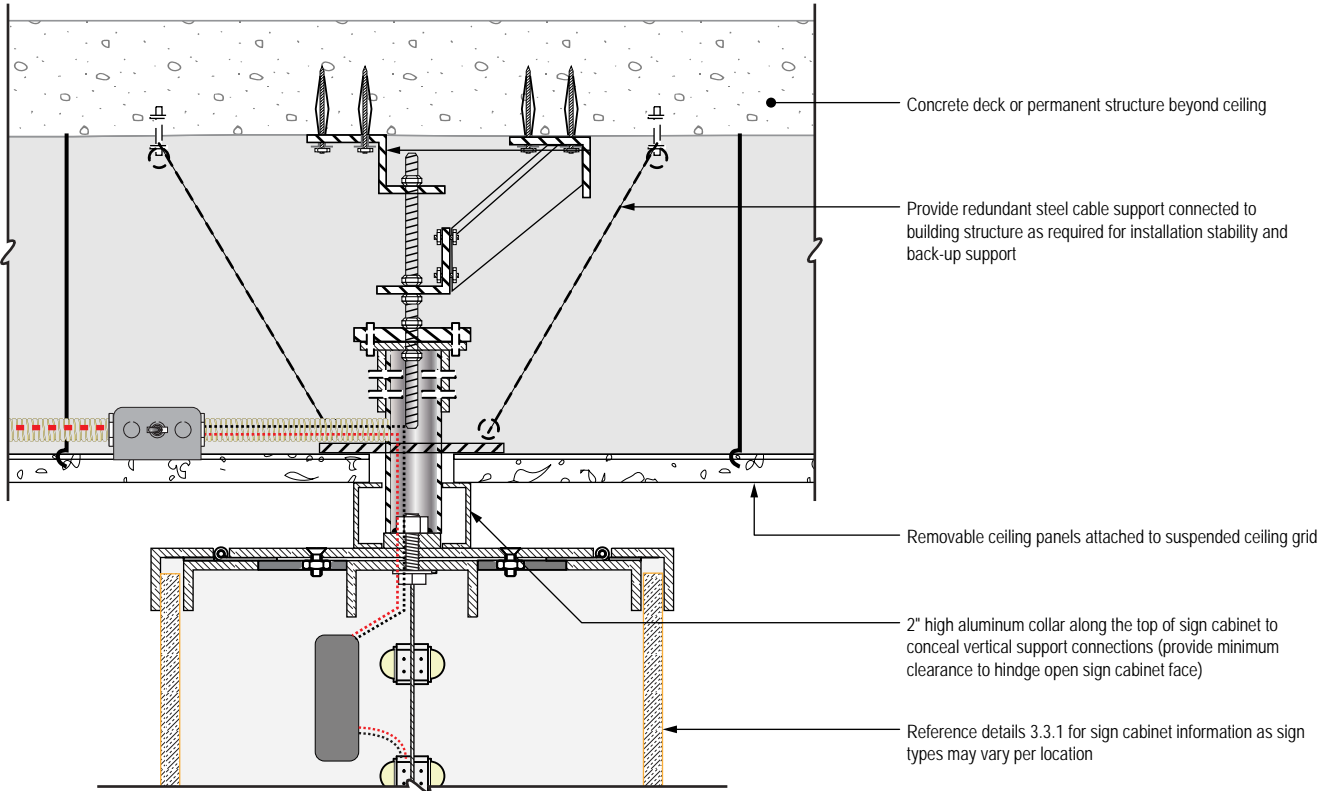 Concrete deck or permanent structure beyond ceiling
Provide redundant steel cable support connected to
building structure as required for installation stability and
back-up support
Removable ceiling panels attached to suspended ceiling grid
2" high aluminum collar along the top of sign cabinet to
conceal vertical support connections (provide minimum
clearance to hindge open sign cabinet face)
Reference details 3.3.1 for sign cabinet information as sign
types may vary per location